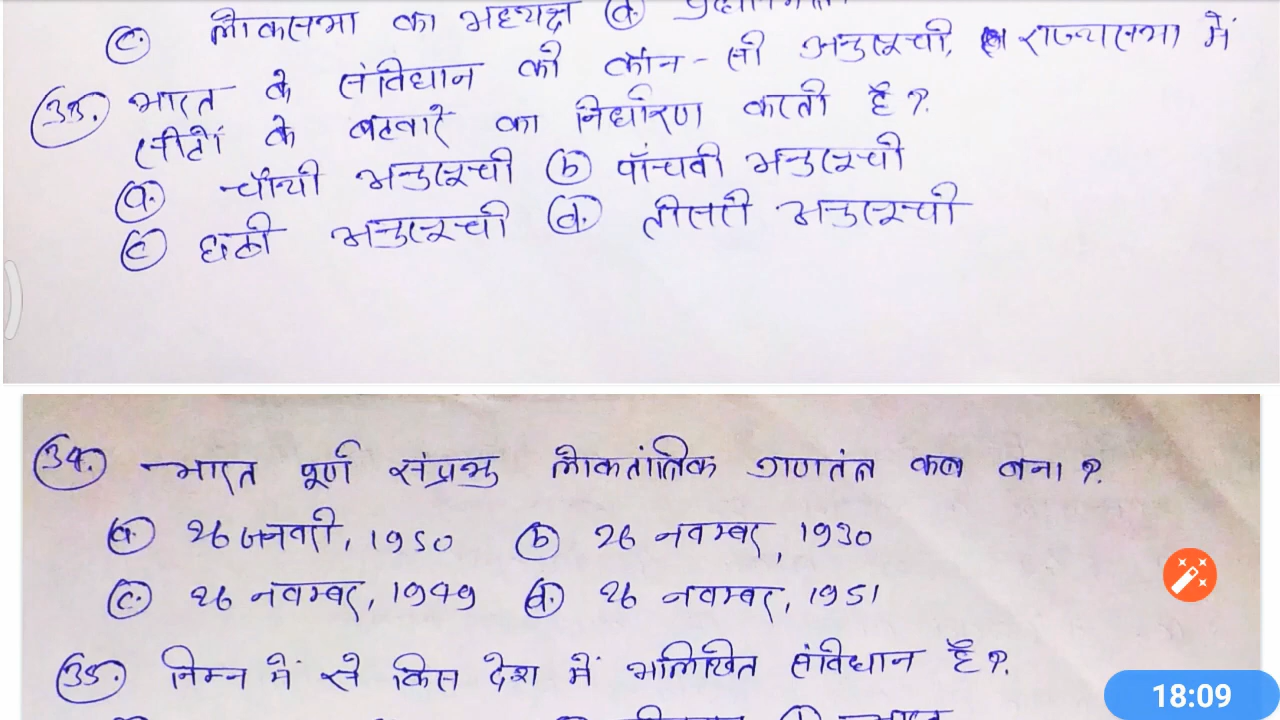 c. लोकसभा का अध्यक्ष d.
33. भारत के संविधान की कौन-सी अनुसूची, राज्यसभा में
सीटों के बटवारे का निर्धारण करती है?
a. चौथी अनुसूची b पाँचवी अनुसूची
c छठी अनुसूची d. तीसरी अनुसूची
34. भारत पूर्ण संप्रभु लोकतांत्रिक गणतंत्र कब बना?
a. 26 जनवरी, 1950 b 26 नवम्बर, 1930
c. 26 नवम्बर, 1949 d. 26 नवम्बर, 1951
35. निम्न में से किस देश में अलिखित संविधान है?
18:09